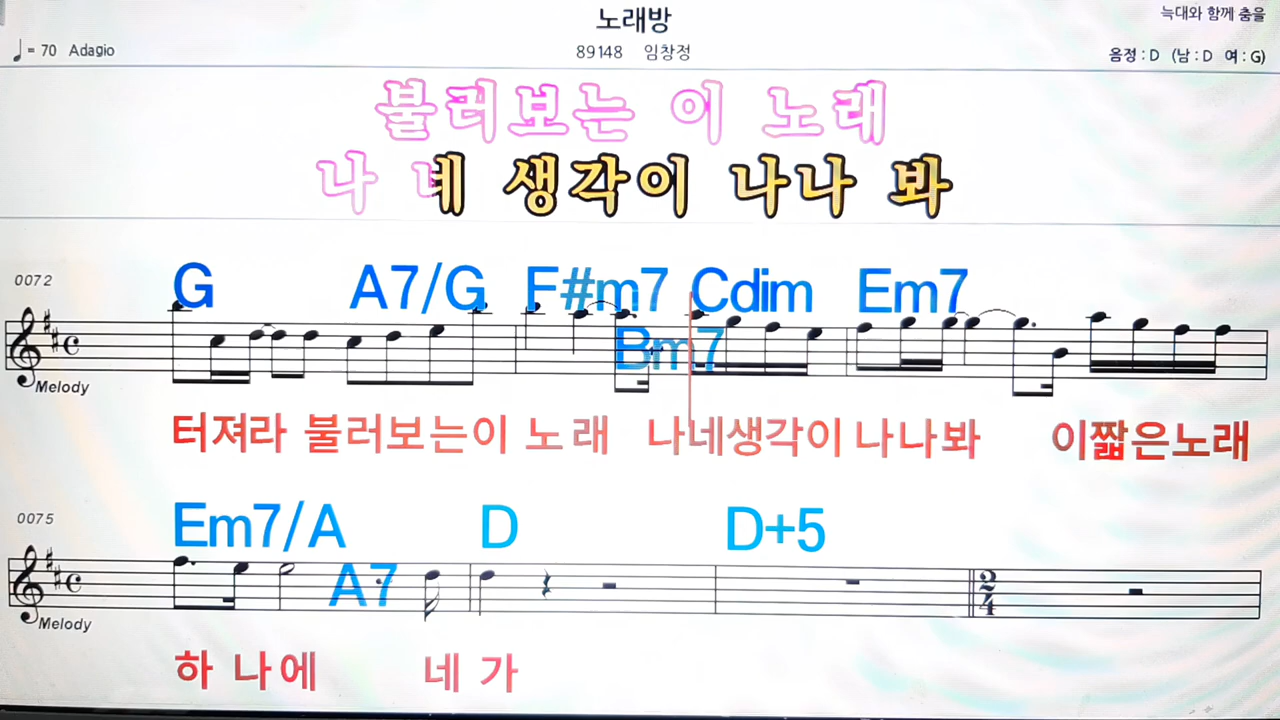 노래방
늑대와 함께 춤을
♩= 70 Adagio
89148 임창정
음정 : D (남 : D 여 : G)
불러보는 이 노래
나 네 생각이 나나 봐
0072
G A7/G F#m7 Cdim Em7
Bm7
Melody
터져라 불러보는이 노래 나네생각이나나봐 이짧은노래
0075
Em7/A D D+5
A7
2/4
Melody
하 나에 네 가